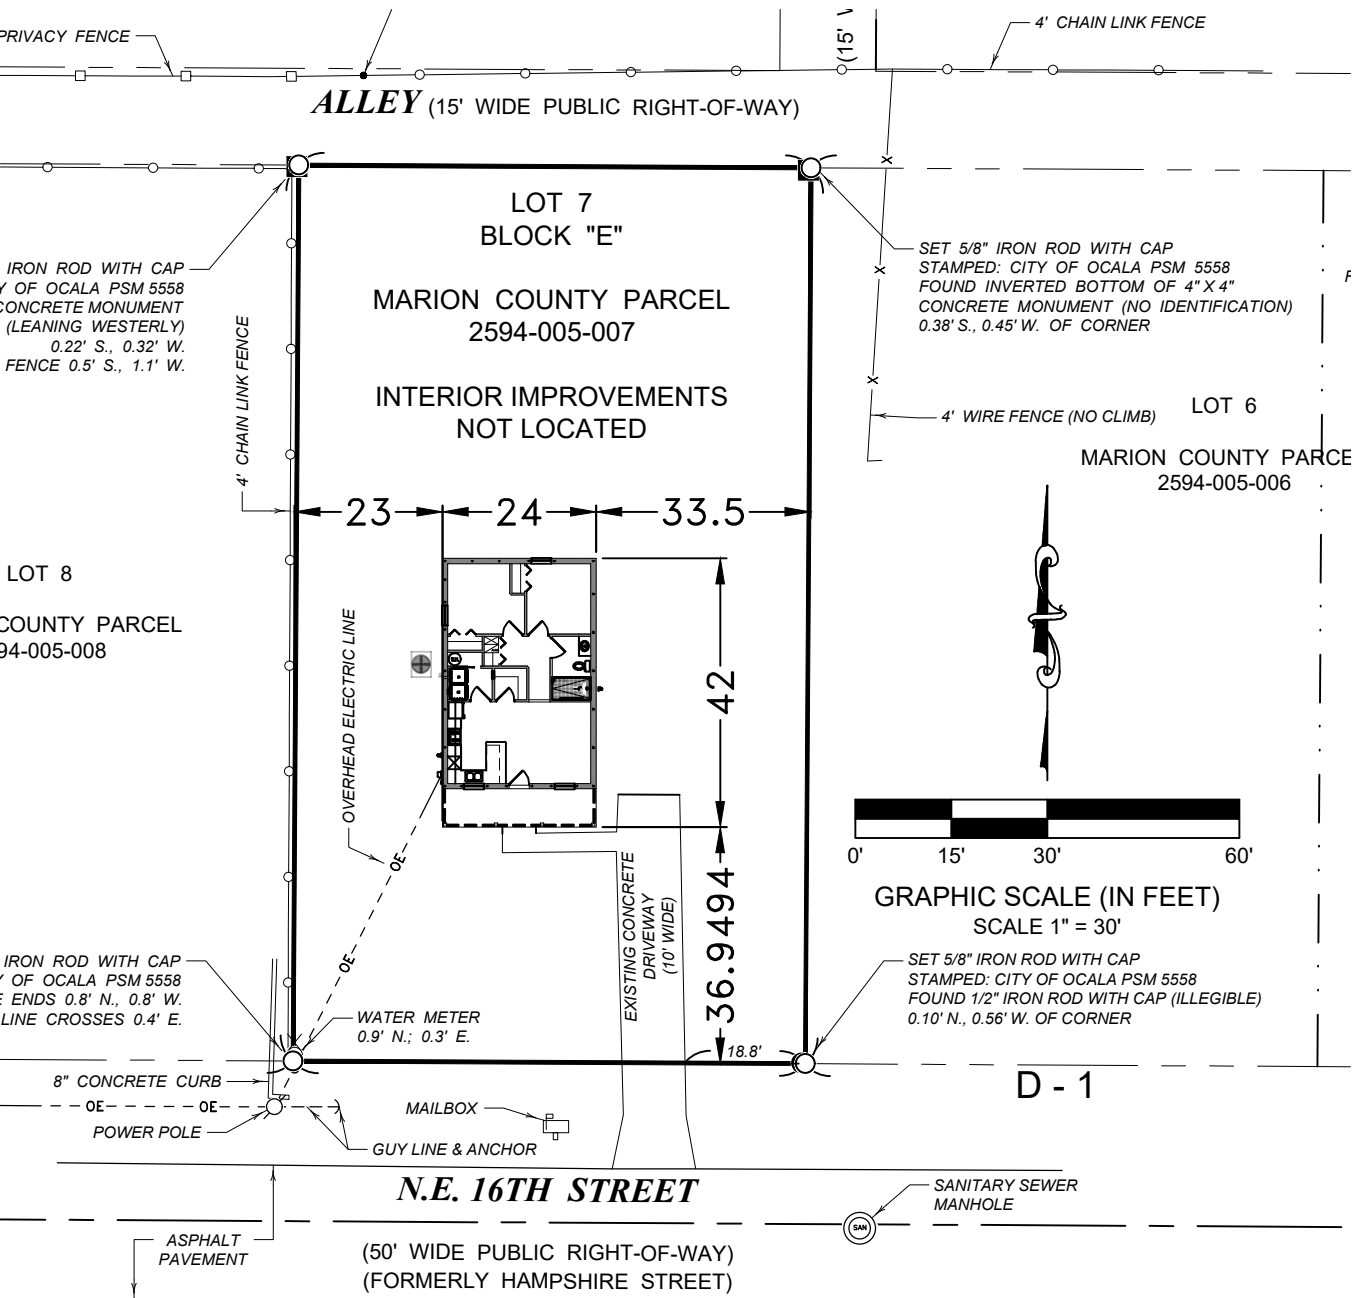 PRIVACY FENCE
(15'
4' CHAIN LINK FENCE
ALLEY (15' WIDE PUBLIC RIGHT-OF-WAY)
LOT 7
BLOCK "E"
MARION COUNTY PARCEL
2594-005-007
INTERIOR IMPROVEMENTS
NOT LOCATED
IRON ROD WITH CAP
Y OF OCALA PSM 5558
CONCRETE MONUMENT
(LEANING WESTERLY)
0.22' S., 0.32' W.
FENCE 0.5' S., 1.1' W.
4' CHAIN LINK FENCE
SET 5/8" IRON ROD WITH CAP
STAMPED: CITY OF OCALA PSM 5558
FOUND INVERTED BOTTOM OF 4" X 4"
CONCRETE MONUMENT (NO IDENTIFICATION)
0.38' S., 0.45' W. OF CORNER
X
X
X
4' WIRE FENCE (NO CLIMB)
LOT 6
MARION COUNTY PARCE
2594-005-006
23
24
33.5
LOT 8
COUNTY PARCEL
94-005-008
OVERHEAD ELECTRIC LINE
42
OE
OE
0' 15' 30' 60'
GRAPHIC SCALE (IN FEET)
SCALE 1" = 30'
EXISTING CONCRETE
DRIVEWAY
(10' WIDE)
36.9494
IRON ROD WITH CAP
Y OF OCALA PSM 5558
E ENDS 0.8' N., 0.8' W.
LINE CROSSES 0.4' E.
WATER METER
0.9' N.; 0.3' E.
18.8'
SET 5/8" IRON ROD WITH CAP
STAMPED: CITY OF OCALA PSM 5558
FOUND 1/2" IRON ROD WITH CAP (ILLEGIBLE)
0.10' N., 0.56' W. OF CORNER
D - 1
8" CONCRETE CURB
OE OE
POWER POLE
MAILBOX
GUY LINE & ANCHOR
N.E. 16TH STREET
SANITARY SEWER
MANHOLE
SAN
ASPHALT
PAVEMENT
(50' WIDE PUBLIC RIGHT-OF-WAY)
(FORMERLY HAMPSHIRE STREET)